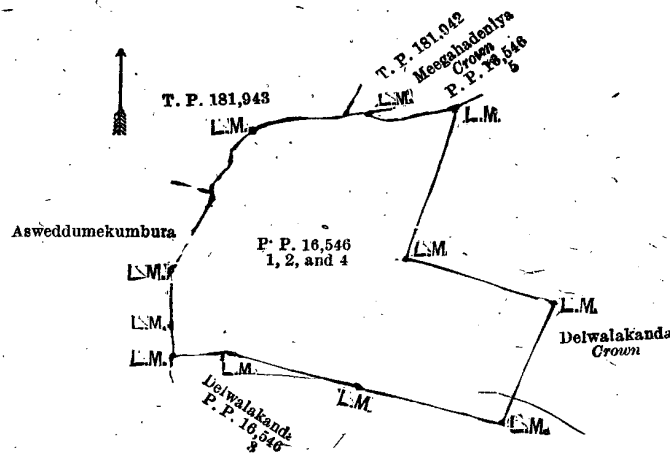 T. P. 181,042
Meegahadeniya
Crown
P. P. 16,546
5
T. P. 181,943
L.M.
L.M.
L.M.
Asweddumekumbura
P. P. 16,546
1, 2, and 4
L.M.
L.M.
L.M.
L.M.
Delwalakanda
Crown
L.M.
L.M.
L.M.
L.M.
Delwalakanda
P. P. 16,546
3